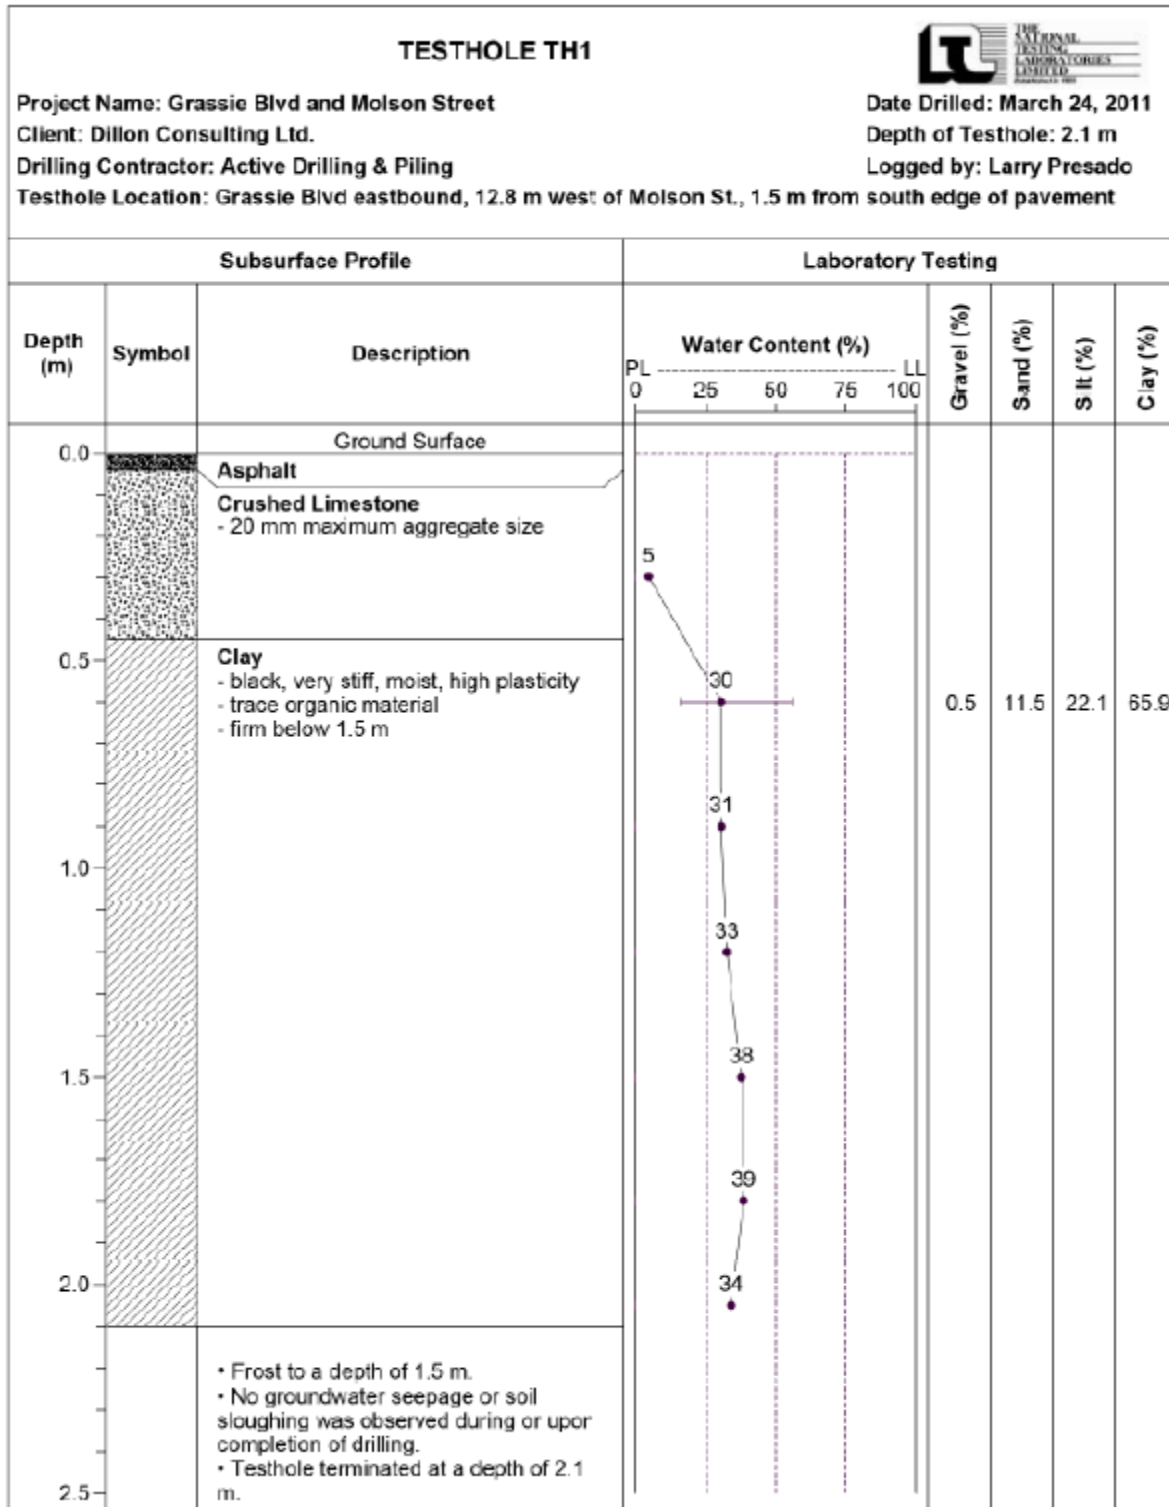 TESTHOLE TH1
THE
NATIONAL
TESTING
LABORATORIES
LIMITED
Project Name: Grassie Blvd and Molson Street
Date Drilled: March 24, 2011
Client: Dillon Consulting Ltd.
Depth of Testhole: 2.1 m
Drilling Contractor: Active Drilling & Piling
Logged by: Larry Presado
Testhole Location: Grassie Blvd eastbound, 12.8 m west of Molson St., 1.5 m from south edge of pavement
Subsurface Profile
Laboratory Testing
Depth
(m)
Symbol
Description
Water Content (%)
PL ---------------------------------- LL
0 25 50 75 100
Gravel (%)
Sand (%)
Silt (%)
Clay (%)
Ground Surface
0.0
Asphalt
Crushed Limestone
- 20 mm maximum aggregate size
5
0.5
Clay
- black, very stiff, moist, high plasticity
- trace organic material
- firm below 1.5 m
30
0.5 11.5 22.1 65.9
31
1.0
33
38
1.5
39
34
2.0
• Frost to a depth of 1.5 m.
• No groundwater seepage or soil
sloughing was observed during or upon
completion of drilling.
• Testhole terminated at a depth of 2.1
m.
2.5